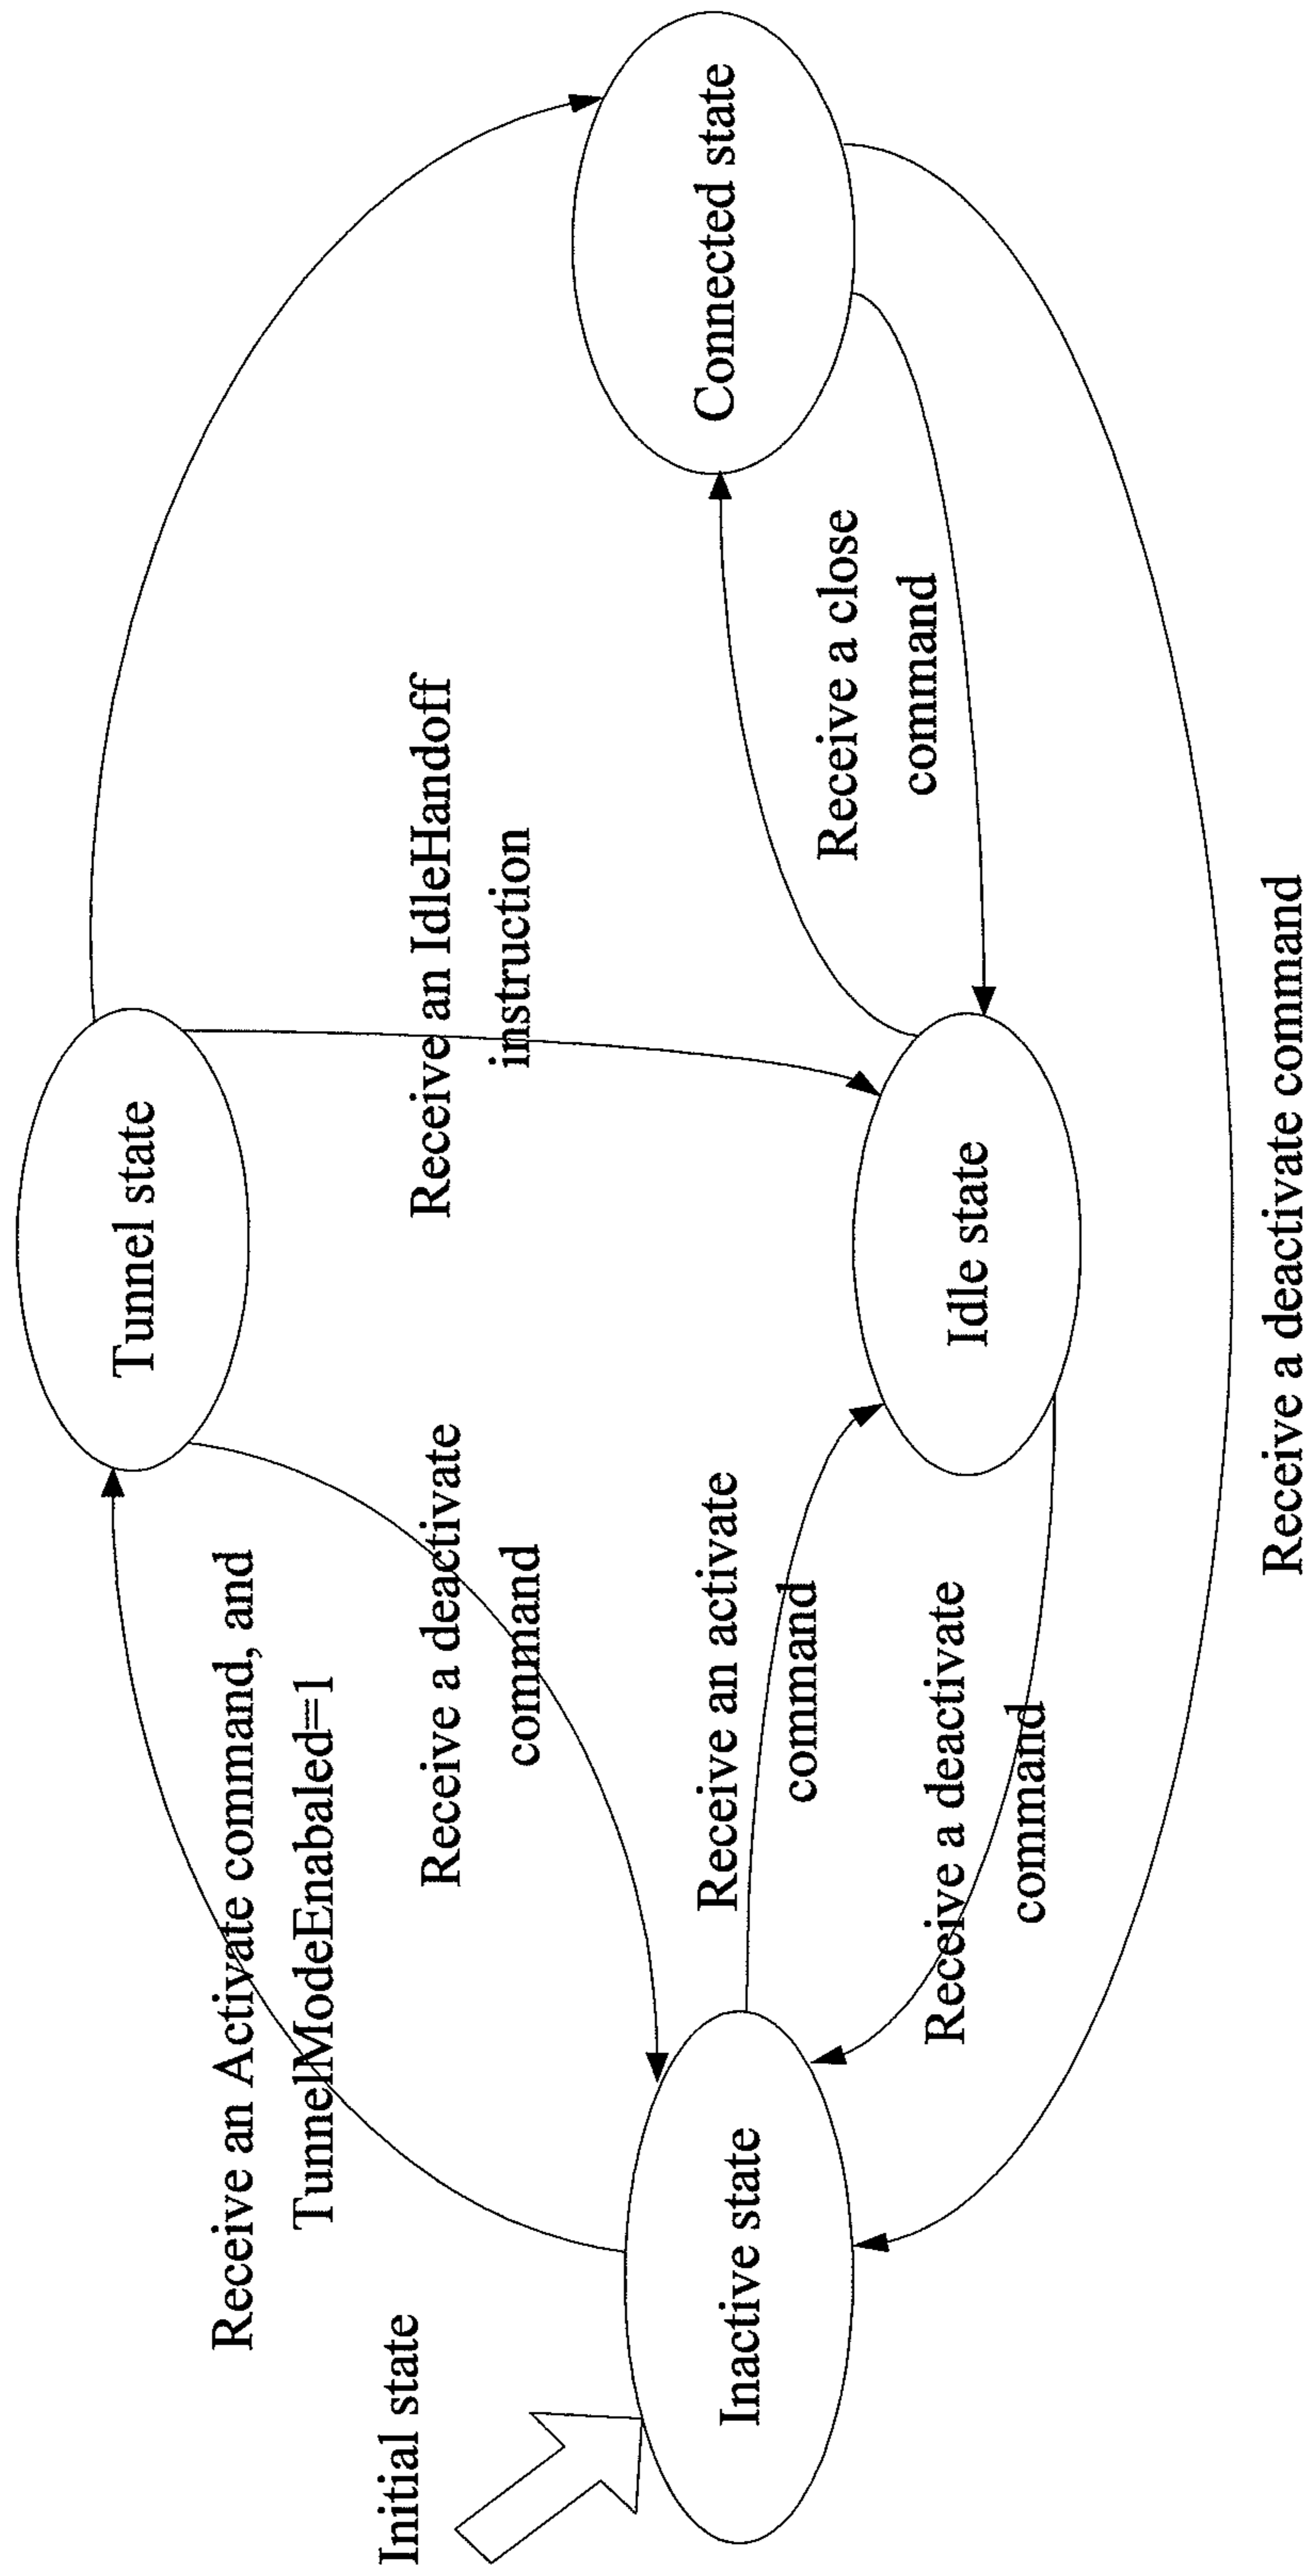 Initial state
Receive an Activate command, and
TunnelModeEnabaled=1
Tunnel state
Receive a deactivate
command
Receive an IdleHandoff
instruction
Inactive state
Receive an activate
command
Receive a deactivate
command
Idle state
Receive a close
command
Connected state
Receive a deactivate command